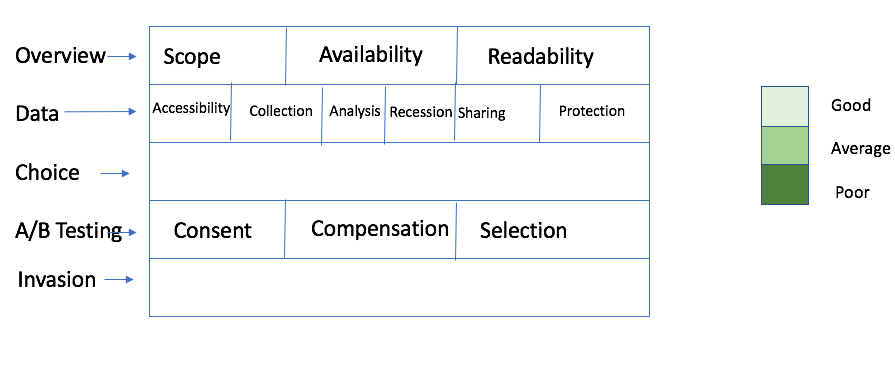 Overview
Scope
Availability
Readability
Data
Accessibility
Collection
Analysis
Recession
Sharing
Protection
Choice
A/B Testing
Consent
Compensation
Selection
Invasion
Good
Average
Poor